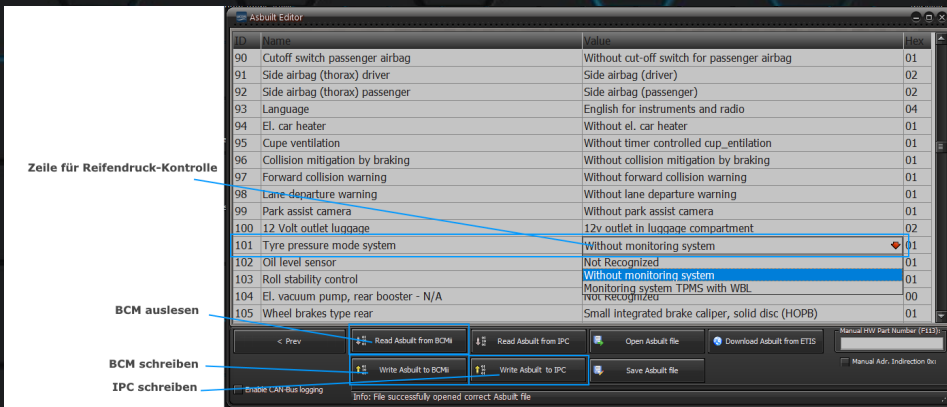 Asbuilt Editor
ID Name Value Hex
90 Cutoff switch passenger airbag Without cut-off switch for passenger airbag 01
91 Side airbag (thorax) driver Side airbag (driver) 02
92 Side airbag (thorax) passenger Side airbag (passenger) 02
93 Language English for instruments and radio 04
94 El. car heater Without el. car heater 01
95 Cupe ventilation Without timer controlled cup_entilation 01
96 Collision mitigation by braking Without collision mitigation by braking 01
97 Forward collision warning Without forward collision warning 01
Zeile für Reifendruck-Kontrolle
98 Lane departure warning Without lane departure warning 01
99 Park assist camera Without park assist camera 01
100 12 Volt outlet luggage 12v outlet in luggage compartment 02
101 Tyre pressure mode system Without monitoring system 01
102 Oil level sensor Not Recognized 01
103 Roll stability control Without monitoring system 01
Monitoring system TPMS with WBL
104 El. vacuum pump, rear booster - N/A Not Recognized 00
105 Wheel brakes type rear Small integrated brake caliper, solid disc (HOPB) 01
BCM auslesen
< Prev Read Asbuilt from BCMii Read Asbuilt from IPC Open Asbuilt file Download Asbuilt from ETIS Manual HW Part Number (F113):
BCM schreiben
Write Asbuilt to BCMii Write Asbuilt to IPC Save Asbuilt file Manual Adr. Indirection 0x:
IPC schreiben
Enable CAN-Bus logging Info: File successfully opened correct Asbuilt file